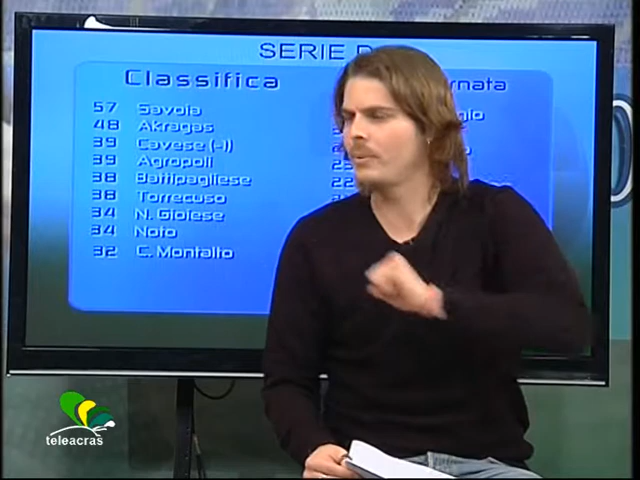 SERIE
Classifica
57 Savoia
48 Akragas
39 Cavese (-1)
39 Agropoli
38 Battipagliese
38 Torrecuso
34 N. Gioiese
34 Noto
32 C. Montalto
teleacras